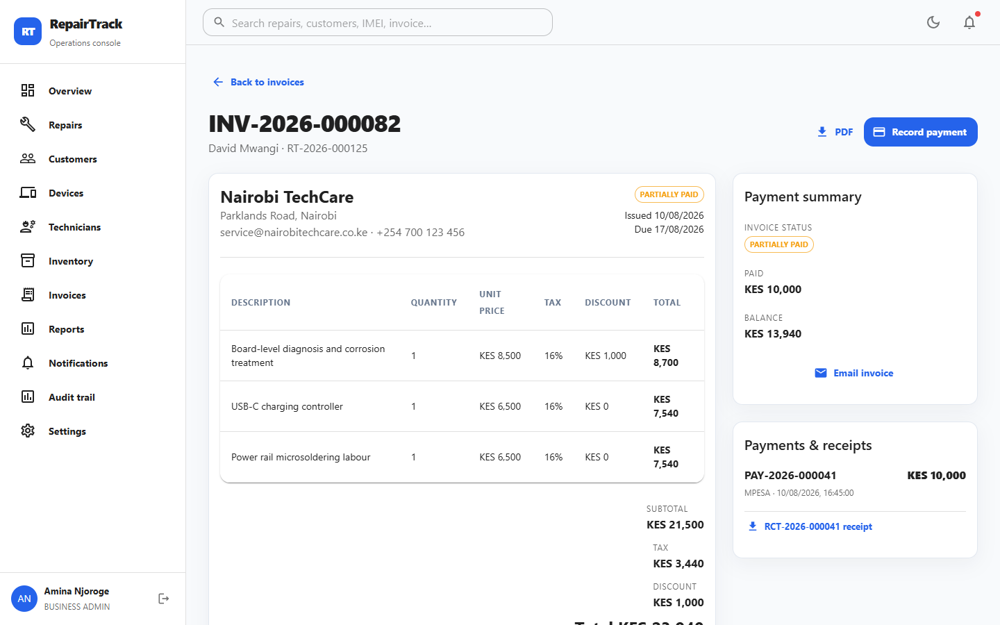 RT
RepairTrack
Operations console
Search repairs, customers, IMEI, invoice...
Overview
Repairs
Customers
Devices
Technicians
Inventory
Invoices
Reports
Notifications
Audit trail
Settings
AN
Amina Njoroge
BUSINESS ADMIN
Back to invoices
INV-2026-000082
David Mwangi · RT-2026-000125
PDF
Record payment
Nairobi TechCare
Parklands Road, Nairobi
service@nairobitechcare.co.ke · +254 700 123 456
PARTIALLY PAID
Issued 10/08/2026
Due 17/08/2026
DESCRIPTION QUANTITY UNIT PRICE TAX DISCOUNT TOTAL
Board-level diagnosis and corrosion treatment 1 KES 8,500 16% KES 1,000 KES 8,700
USB-C charging controller 1 KES 6,500 16% KES 0 KES 7,540
Power rail microsoldering labour 1 KES 6,500 16% KES 0 KES 7,540
SUBTOTAL
KES 21,500
TAX
KES 3,440
DISCOUNT
KES 1,000
Total KES 23,940
Payment summary
INVOICE STATUS
PARTIALLY PAID
PAID
KES 10,000
BALANCE
KES 13,940
Email invoice
Payments & receipts
PAY-2026-000041 KES 10,000
MPESA · 10/08/2026, 16:45:00
RCT-2026-000041 receipt